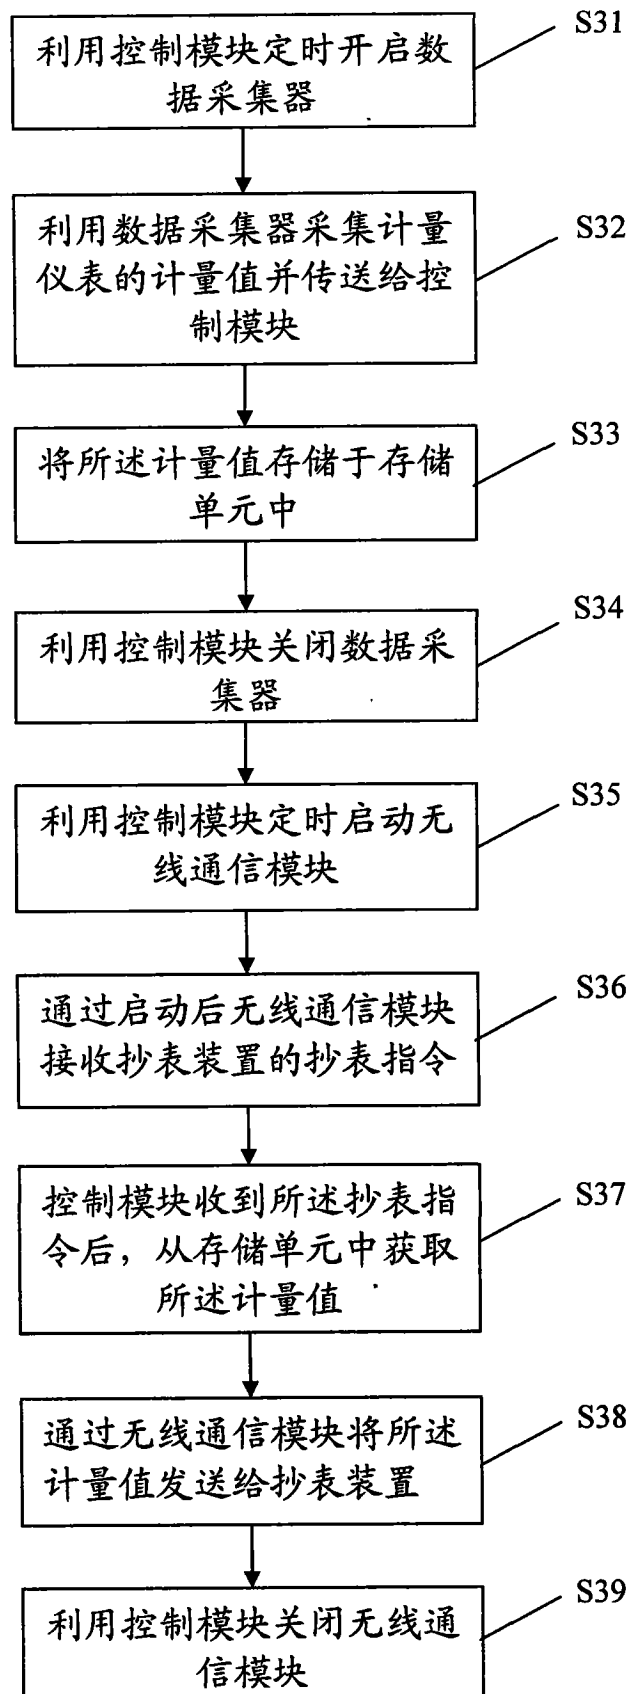 S31
利用控制模块定时开启数
据采集器
S32
利用数据采集器采集计量
仪表的计量值并传送给控
制模块
S33
将所述计量值存储于存储
单元中
S34
利用控制模块关闭数据采
集器
S35
利用控制模块定时启动无
线通信模块
S36
通过启动后无线通信模块
接收抄表装置的抄表指令
S37
控制模块收到所述抄表指
令后，从存储单元中获取
所述计量值
S38
通过无线通信模块将所述
计量值发送给抄表装置
S39
利用控制模块关闭无线通
信模块